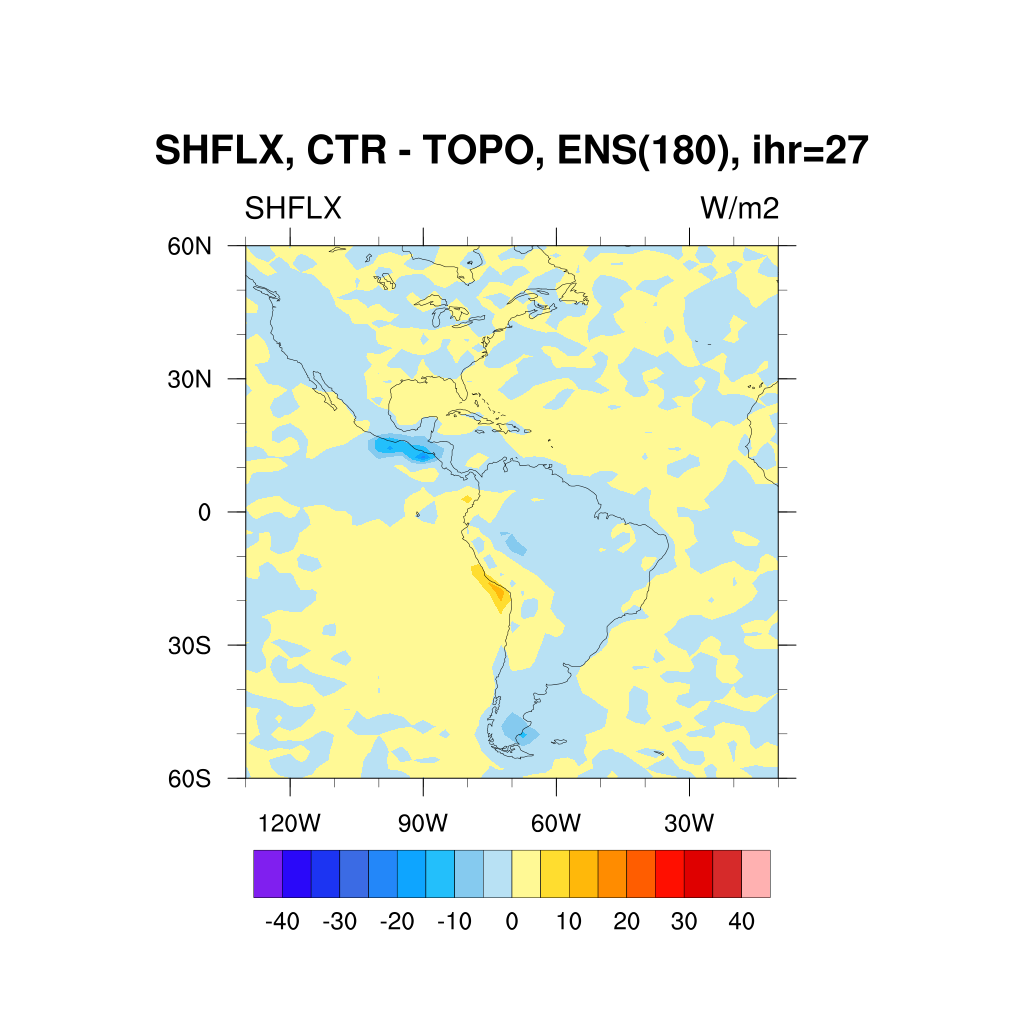 SHFLX, CTR - TOPO, ENS(180), ihr=27
SHFLX W/m2
60N
30N
0
30S
60S
120W 90W 60W 30W
-40 -30 -20 -10 0 10 20 30 40